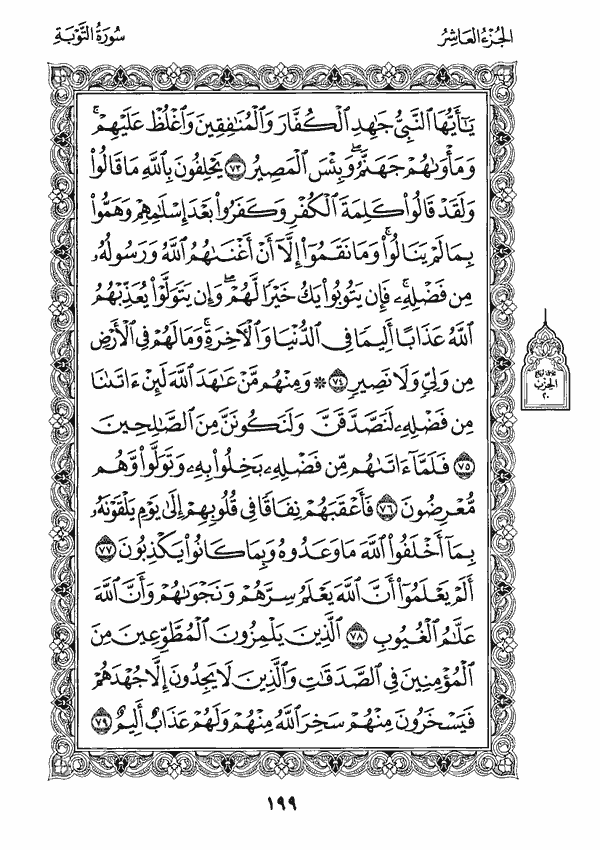 الجزء العاشر
سورة التوبة
يَٰٓأَيُّهَا ٱلنَّبِيُّ جَٰهِدِ ٱلۡكُفَّارَ وَٱلۡمُنَٰفِقِينَ وَٱغۡلُظۡ عَلَيۡهِمۡۚ
وَمَأۡوَىٰهُمۡ جَهَنَّمُۖ وَبِئۡسَ ٱلۡمَصِيرُ ٧٣ يَحۡلِفُونَ بِٱللَّهِ مَا قَالُواْ
وَلَقَدۡ قَالُواْ كَلِمَةَ ٱلۡكُفۡرِ وَكَفَرُواْ بَعۡدَ إِسۡلَٰمِهِمۡ وَهَمُّواْ
بِمَا لَمۡ يَنَالُواْۚ وَمَا نَقَمُوٓاْ إِلَّآ أَنۡ أَغۡنَىٰهُمُ ٱللَّهُ وَرَسُولُهُۥ
مِن فَضۡلِهِۦۚ فَإِن يَتُوبُواْ يَكُ خَيۡرٗا لَّهُمۡۖ وَإِن يَتَوَلَّوۡاْ يُعَذِّبۡهُمُ
ٱللَّهُ عَذَابًا أَلِيمٗا فِي ٱلدُّنۡيَا وَٱلۡأٓخِرَةِۚ وَمَا لَهُمۡ فِي ٱلۡأَرۡضِ
مِن وَلِيّٖ وَلَا نَصِيرٖ ٧٤ ۞ وَمِنۡهُم مَّنۡ عَٰهَدَ ٱللَّهَ لَئِنۡ ءَاتَىٰنَا
مِن فَضۡلِهِۦ لَنَصَّدَّقَنَّ وَلَنَكُونَنَّ مِنَ ٱلصَّٰلِحِينَ
٧٥ فَلَمَّآ ءَاتَىٰهُم مِّن فَضۡلِهِۦ بَخِلُواْ بِهِۦ وَتَوَلَّواْ وَّهُم
مُّعۡرِضُونَ ٧٦ فَأَعۡقَبَهُمۡ نِفَاقٗا فِي قُلُوبِهِمۡ إِلَىٰ يَوۡمِ يَلۡقَوۡنَهُۥ
بِمَآ أَخۡلَفُواْ ٱللَّهَ مَا وَعَدُوهُ وَبِمَا كَانُواْ يَكۡذِبُونَ ٧٧
أَلَمۡ يَعۡلَمُوٓاْ أَنَّ ٱللَّهَ يَعۡلَمُ سِرَّهُمۡ وَنَجۡوَىٰهُمۡ وَأَنَّ ٱللَّهَ
عَلَّٰمُ ٱلۡغُيُوبِ ٧٨ ٱلَّذِينَ يَلۡمِزُونَ ٱلۡمُطَّوِّعِينَ مِنَ
ٱلۡمُؤۡمِنِينَ فِي ٱلصَّدَقَٰتِ وَٱلَّذِينَ لَا يَجِدُونَ إِلَّا جُهۡدَهُمۡ
فَيَسۡخَرُونَ مِنۡهُمۡ سَخِرَ ٱللَّهُ مِنۡهُمۡ وَلَهُمۡ عَذَابٌ أَلِيمٌ ٧٩
الحزب
٢٠
١٩٩